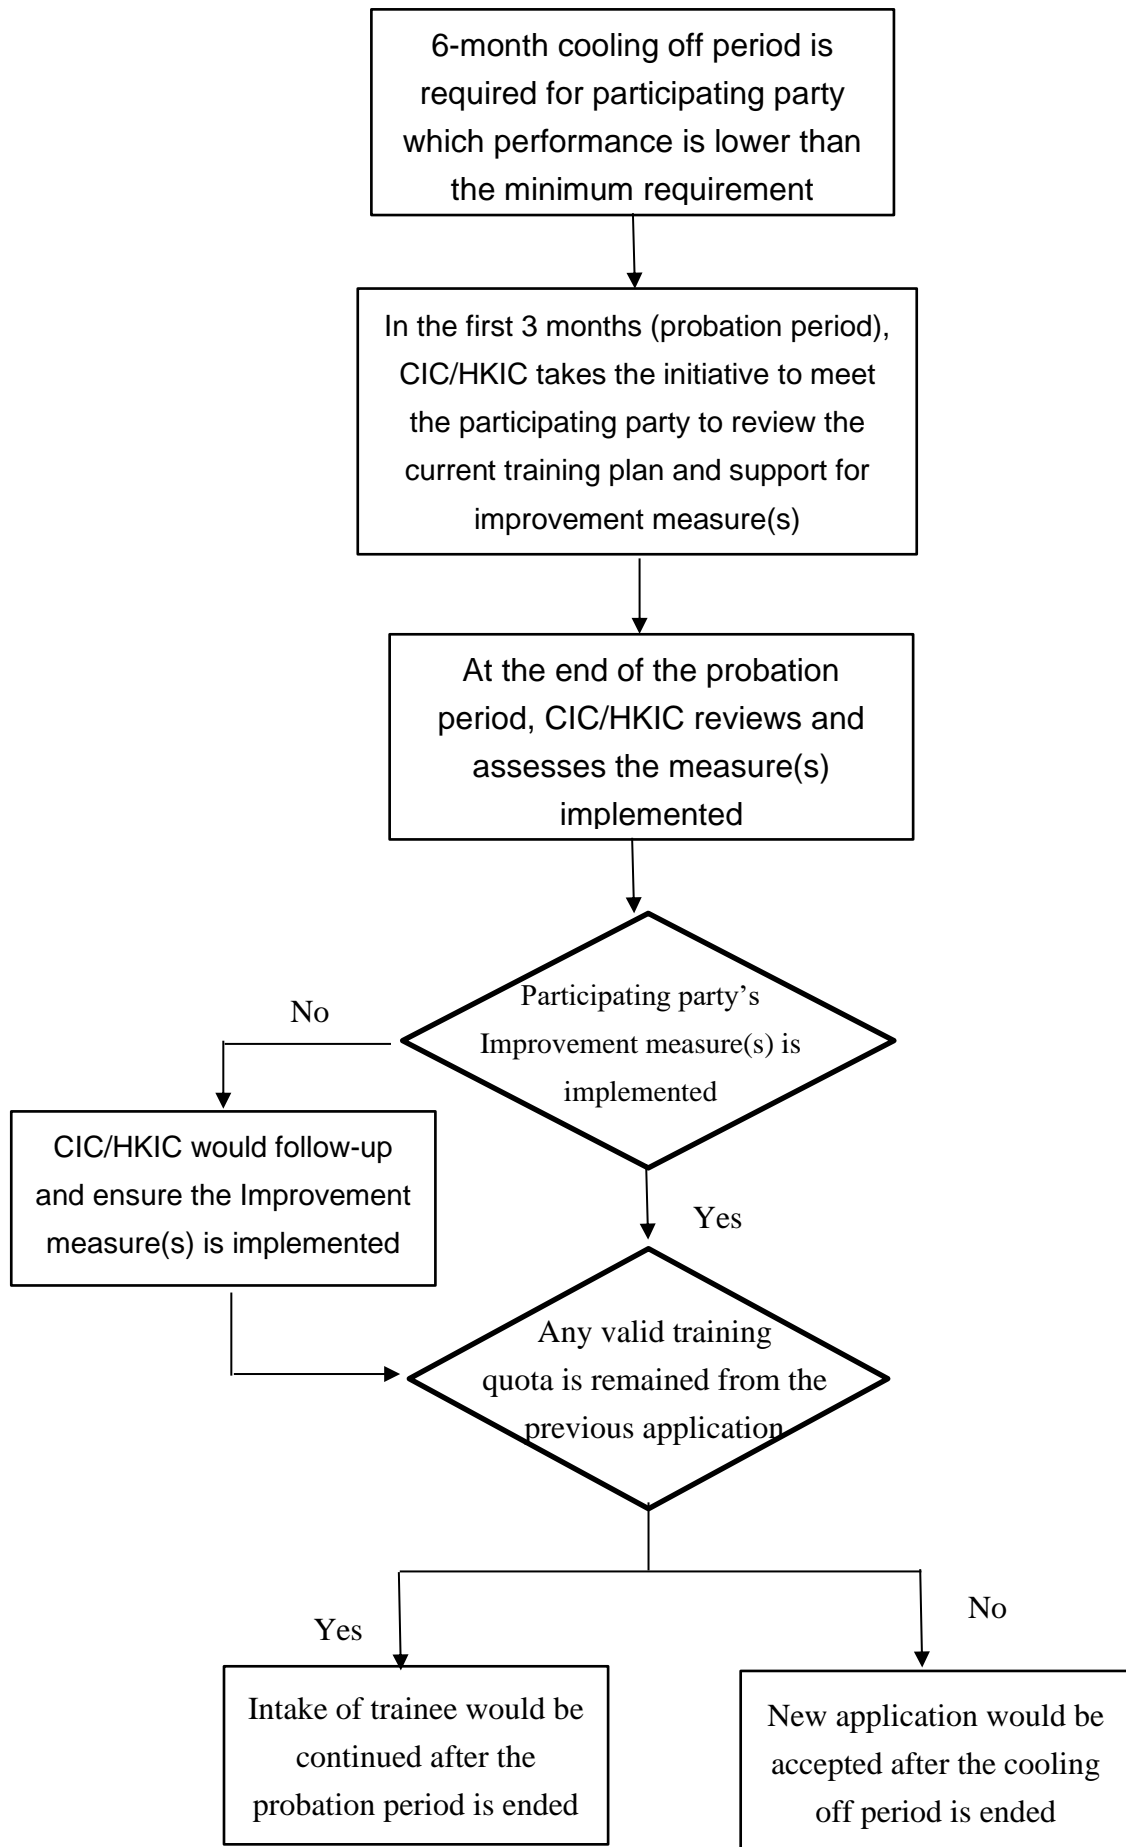 6-month cooling off period is
required for participating party
which performance is lower than
the minimum requirement
In the first 3 months (probation period),
CIC/HKIC takes the initiative to meet
the participating party to review the
current training plan and support for
improvement measure(s)
At the end of the probation
period, CIC/HKIC reviews and
assesses the measure(s)
implemented
Participating party’s
Improvement measure(s) is
implemented
No
CIC/HKIC would follow-up
and ensure the Improvement
measure(s) is implemented
Yes
Any valid training
quota is remained from the
previous application
Yes
No
Intake of trainee would be
continued after the
probation period is ended
New application would be
accepted after the cooling
off period is ended